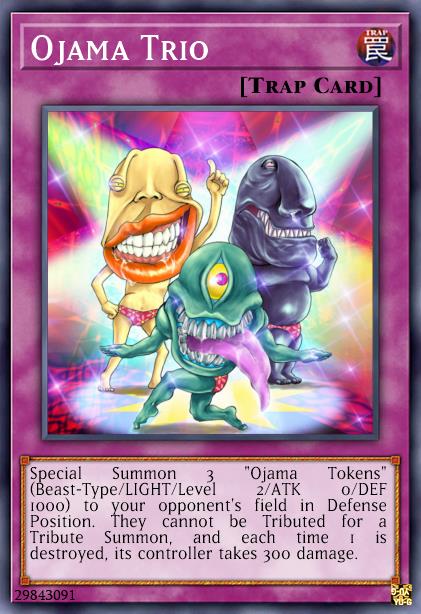 Ojama Trio
TRAP
罠
[Trap Card]
Special Summon 3 "Ojama Tokens"
(Beast-Type/LIGHT/Level 2/ATK 0/DEF
1000) to your opponent's field in Defense
Position. They cannot be Tributed for a
Tribute Summon, and each time 1 is
destroyed, its controller takes 300 damage.
29843091